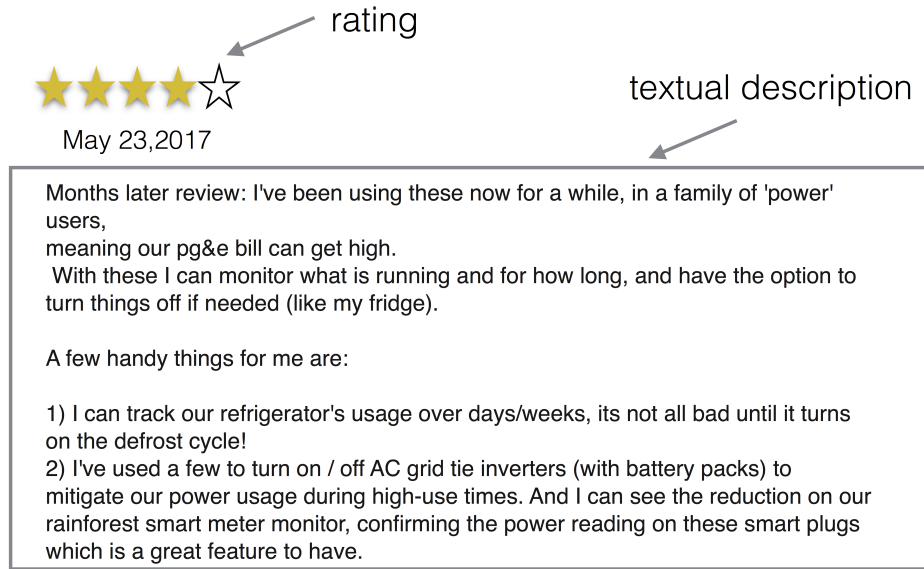 rating
textual description
May 23,2017
Months later review: I've been using these now for a while, in a family of 'power'
users,
meaning our pg&e bill can get high.
With these I can monitor what is running and for how long, and have the option to
turn things off if needed (like my fridge).
A few handy things for me are:
1) I can track our refrigerator's usage over days/weeks, its not all bad until it turns
on the defrost cycle!
2) I've used a few to turn on / off AC grid tie inverters (with battery packs) to
mitigate our power usage during high-use times. And I can see the reduction on our
rainforest smart meter monitor, confirming the power reading on these smart plugs
which is a great feature to have.